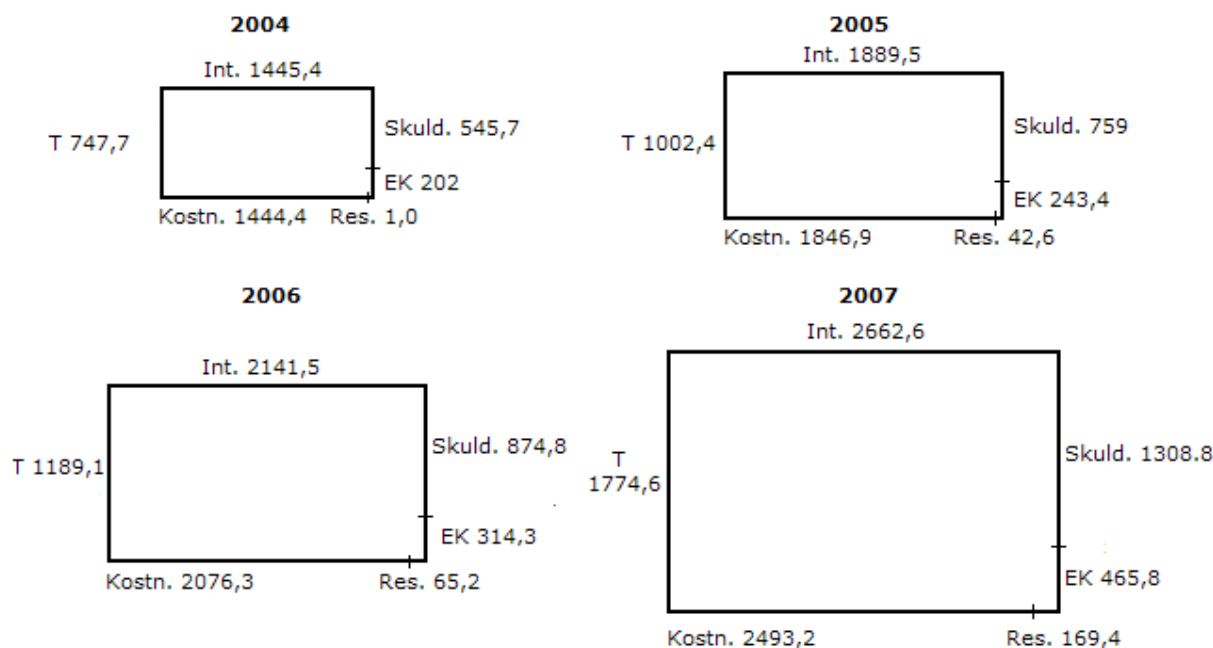 2004
Int. 1445,4
T 747,7
Skuld. 545,7
EK 202
Kostn. 1444,4 Res. 1,0
2005
Int. 1889,5
T 1002,4
Skuld. 759
EK 243,4
Kostn. 1846,9 Res. 42,6
2006
Int. 2141,5
T 1189,1
Skuld. 874,8
EK 314,3
Kostn. 2076,3 Res. 65,2
2007
Int. 2662,6
T
1774,6
Skuld. 1308.8
EK 465,8
Kostn. 2493,2 Res. 169,4